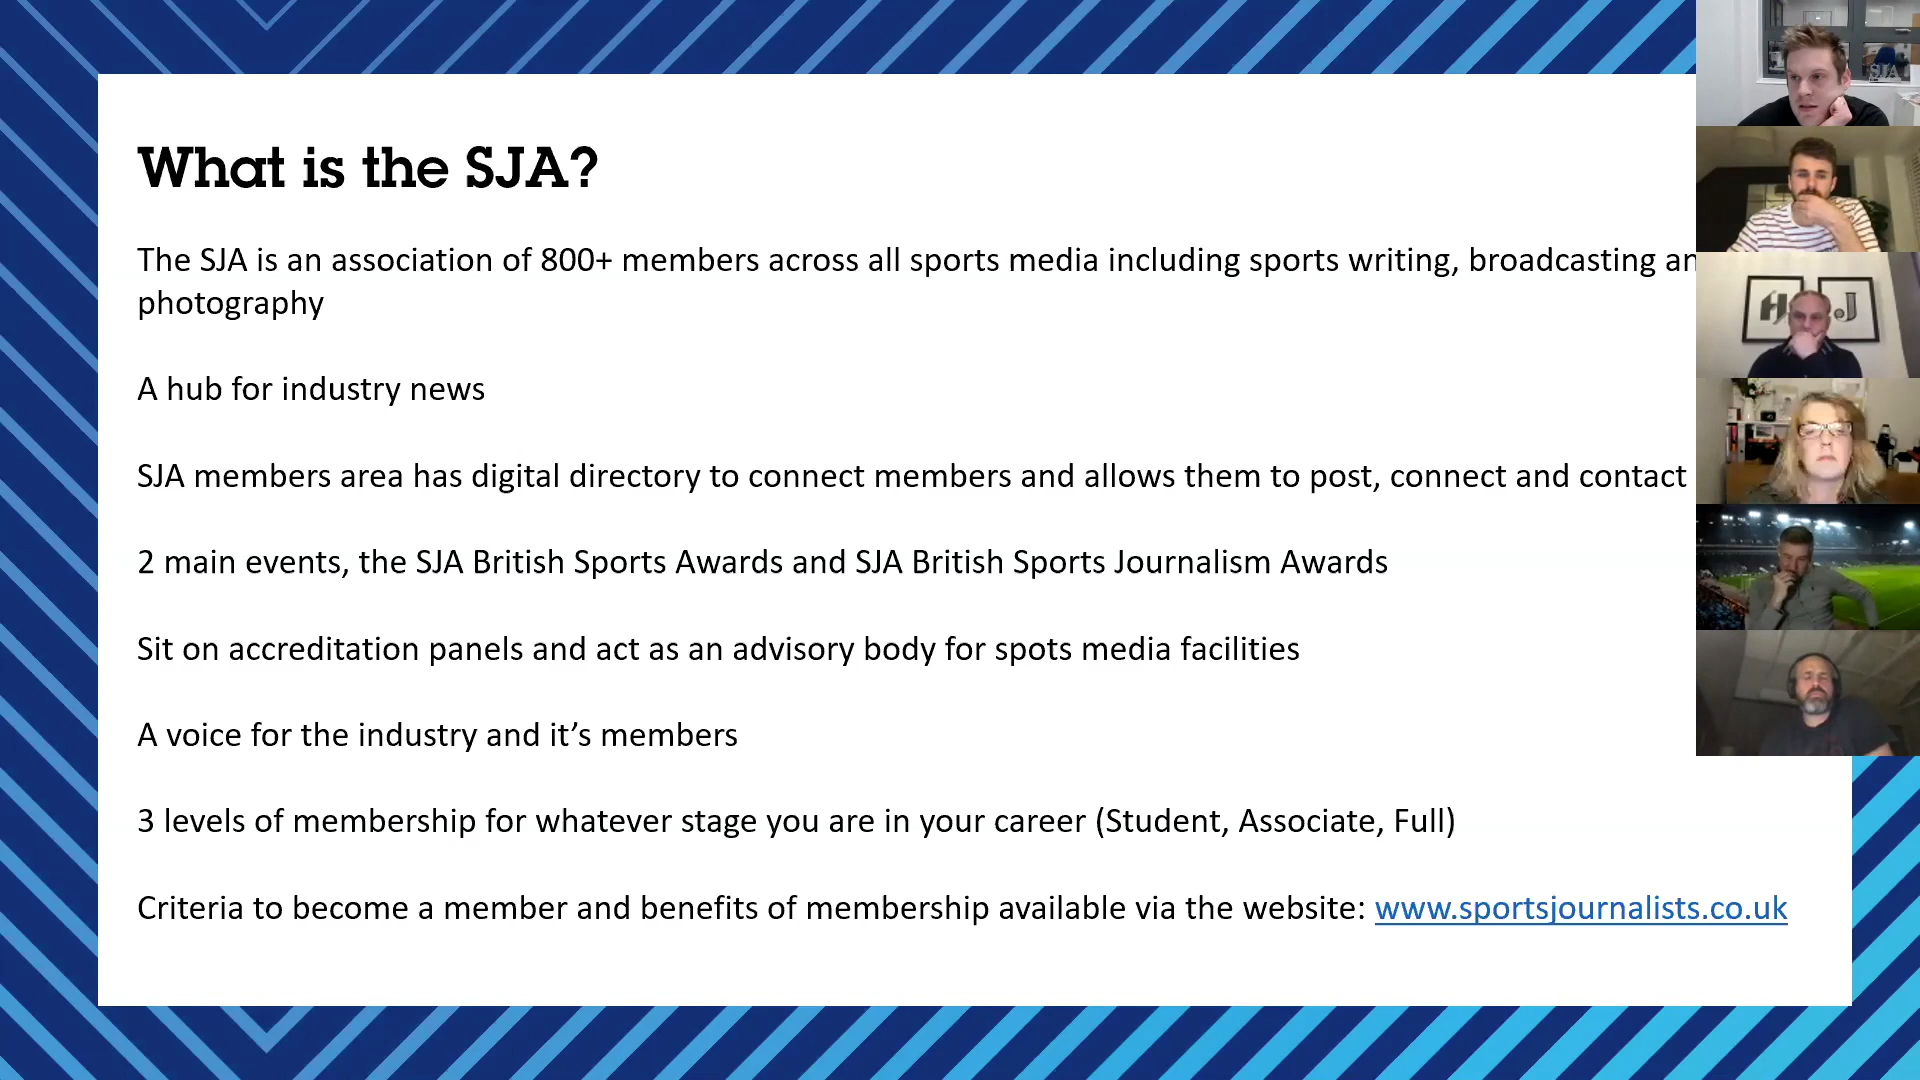 What is the SJA?
The SJA is an association of 800+ members across all sports media including sports writing, broadcasting an
photography
A hub for industry news
SJA members area has digital directory to connect members and allows them to post, connect and contact
2 main events, the SJA British Sports Awards and SJA British Sports Journalism Awards
Sit on accreditation panels and act as an advisory body for spots media facilities
A voice for the industry and it’s members
3 levels of membership for whatever stage you are in your career (Student, Associate, Full)
Criteria to become a member and benefits of membership available via the website: www.sportsjournalists.co.uk
SJA
H J